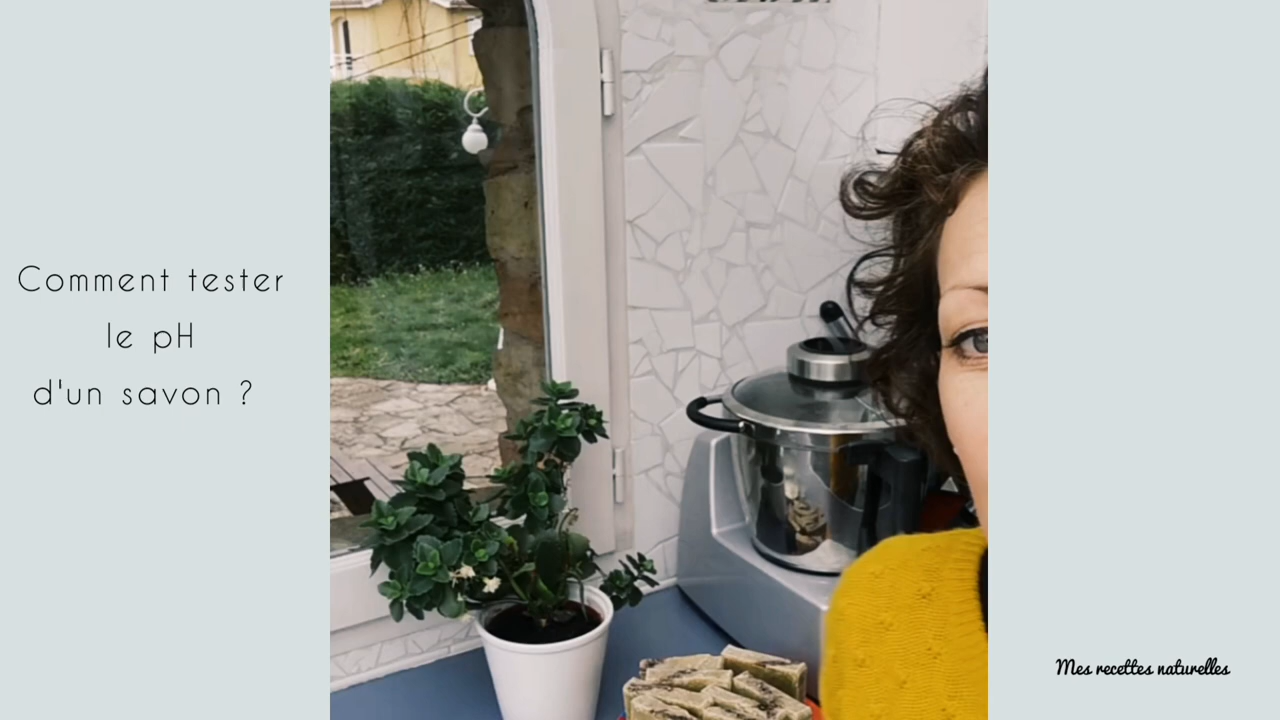 Comment tester
le pH
d'un savon ?
Mes recettes naturelles